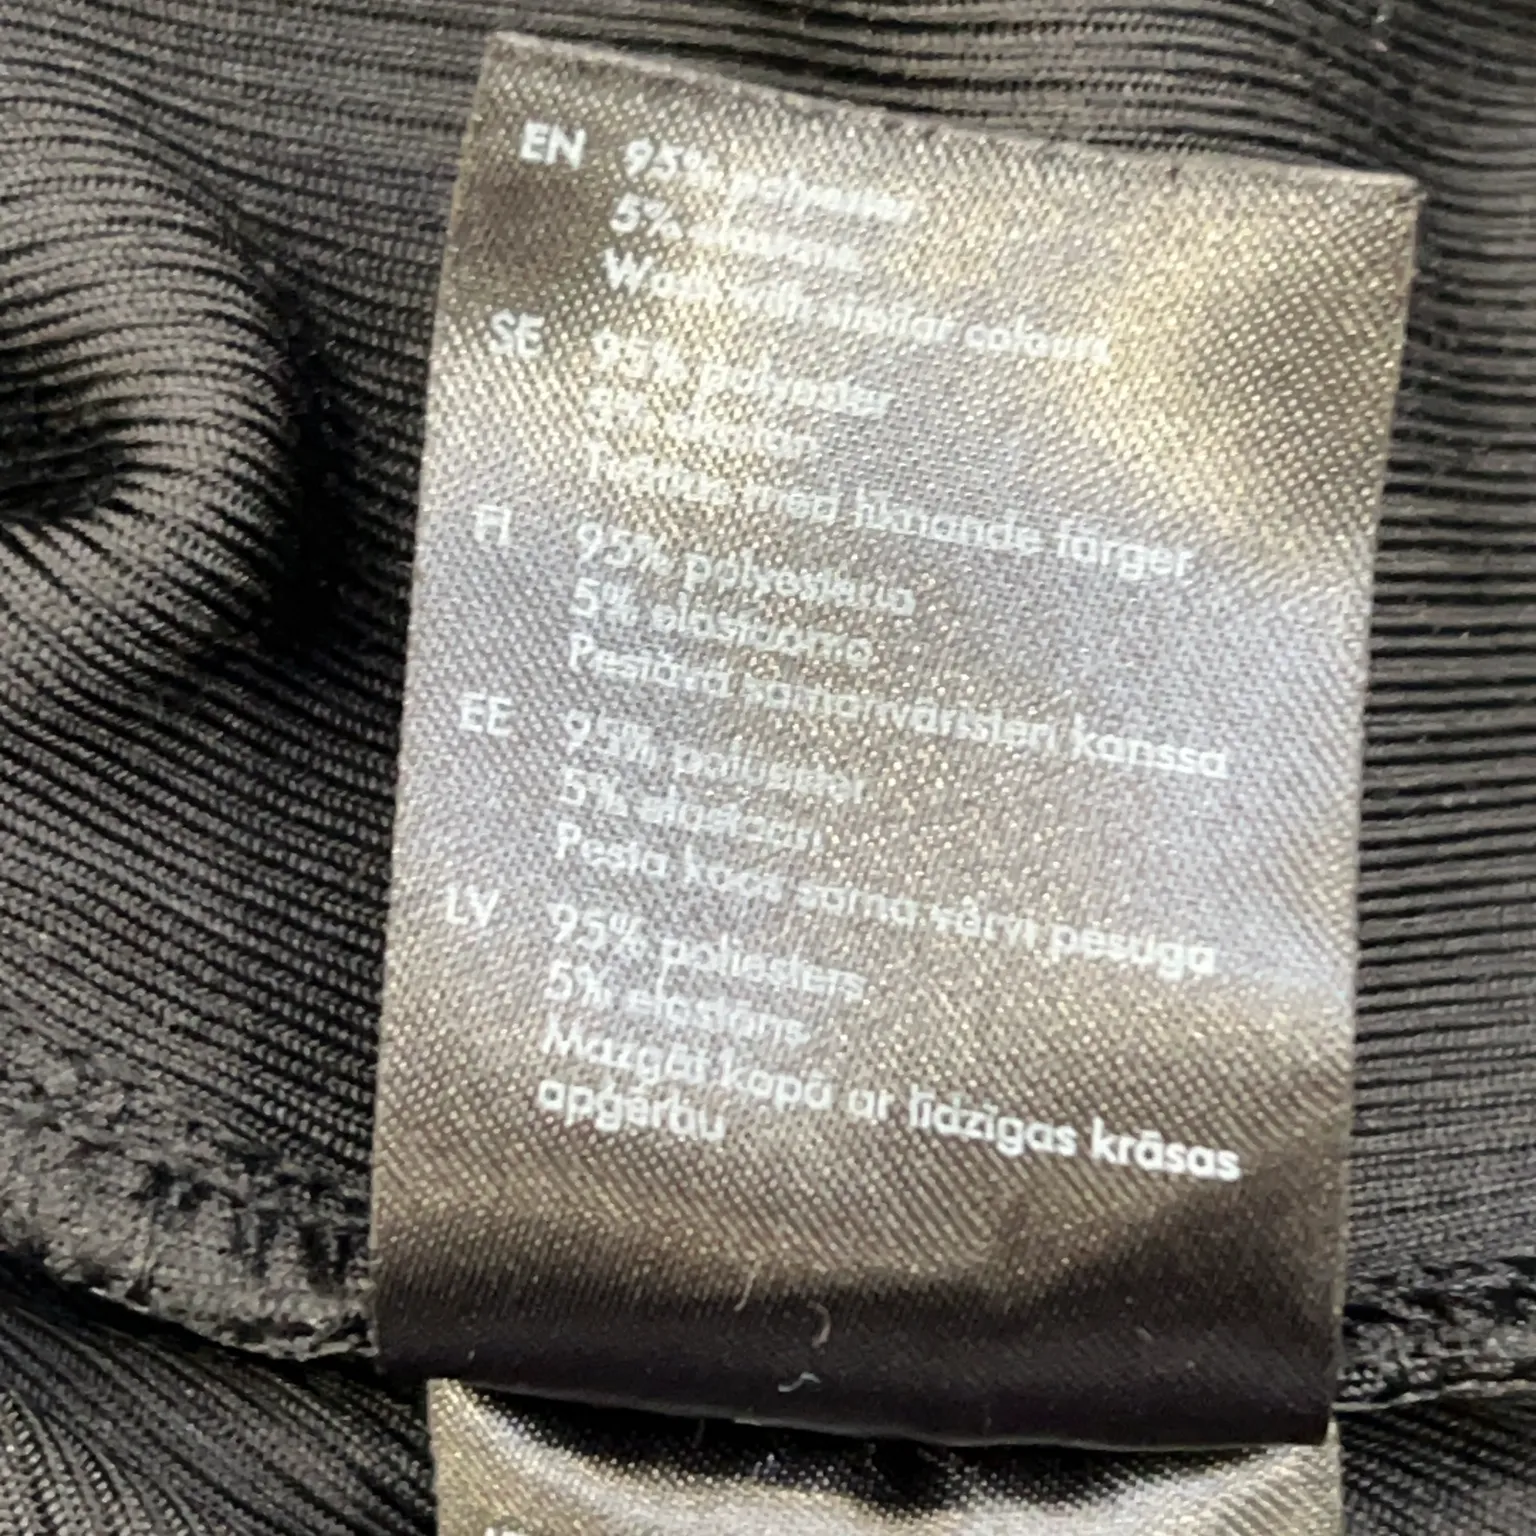 EN 95% polyester
5% elastane
Wash with similar colours
SE 95% polyester
5% elastan
Tvättas med liknande färger
FI 95% polyesteria
5% elastaania
Pestävä samanväristen kanssa
EE 95% polüester
5% elastaan
Pesta koos sama värvi pesuga
LV 95% poliesters
5% elastāns
Mazgāt kopā ar līdzīgas krāsas
apģērbu